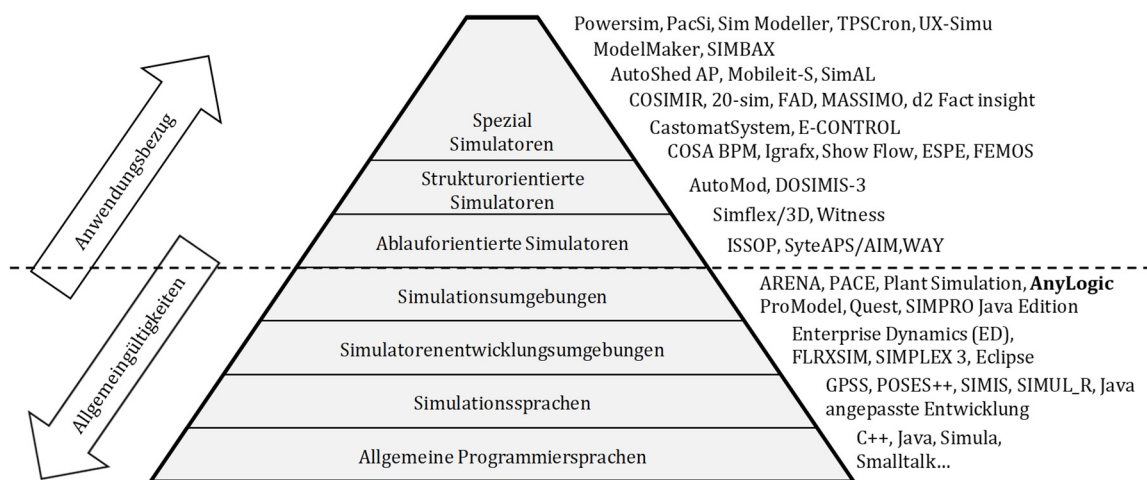 Powersim, PacSi, Sim Modeller, TPSCron, UX-Simu
ModelMaker, SIMBAX
AutoShed AP, Mobileit-S, SimAL
COSIMIR, 20-sim, FAD, MASSIMO, d2 Fact insight
CastomatSystem, E-CONTROL
COSA BPM, Igrafx, Show Flow, ESPE, FEMOS
Spezial
Simulatoren
Anwendungsbezug
Strukturorientierte
Simulatoren
AutoMod, DOSIMIS-3
Simflex/3D, Witness
Ablauforientierte Simulatoren
ISSOP, SyteAPS/AIM,WAY
Allgemeingültigkeiten
Simulationsumgebungen
ARENA, PACE, Plant Simulation, AnyLogic
ProModel, Quest, SIMPRO Java Edition
Simulatorenentwicklungsumgebungen
Enterprise Dynamics (ED),
FLRXSIM, SIMPLEX 3, Eclipse
Simulationssprachen
GPSS, POSES++, SIMIS, SIMUL_R, Java
angepasste Entwicklung
Allgemeine Programmiersprachen
C++, Java, Simula,
Smalltalk...